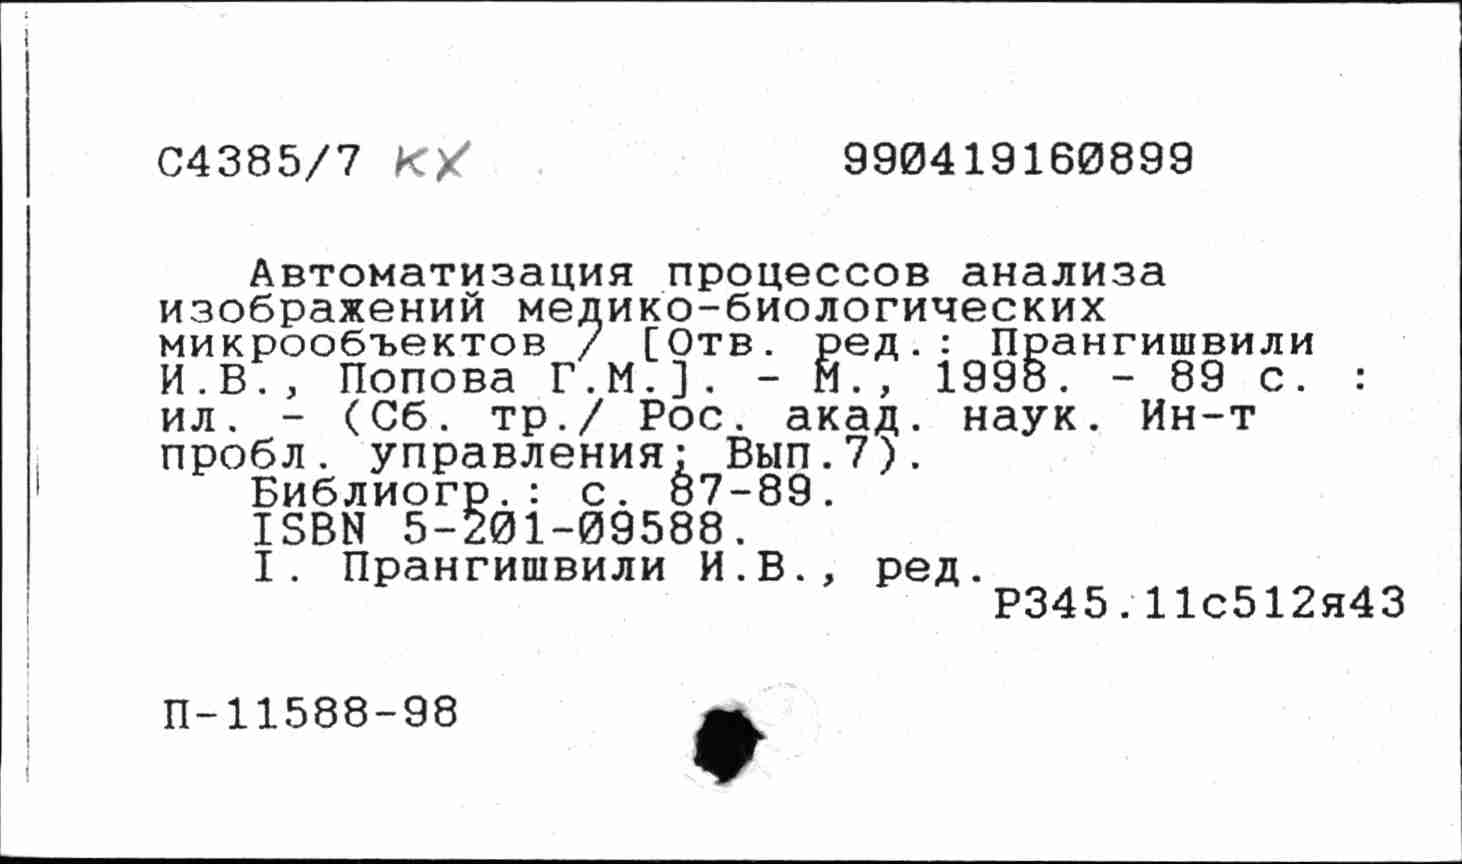 С4385/7 КХ 990419160899
Автоматизация процессов анализа
изображений медико-биологических
микрообъектов / [Отв. ред.: Прангишвили
И.В., Попова Г.М.]. - М., 1998. - 89 с. :
ил. - (Сб. тр./ Рос. акад. наук. Ин-т
пробл. управления; Вып.7).
Библиогр.: с. 87-89.
ISBN 5-201-09588.
I. Прангишвили И.В., ред.
Р345.11с512я43
П-11588-98